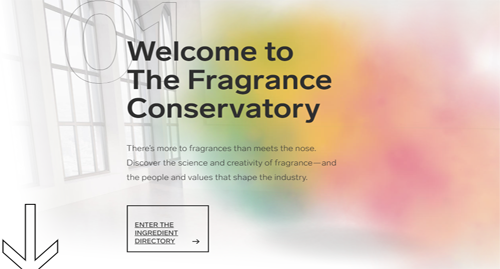 01
Welcome to
The Fragrance
Conservatory
There's more to fragrances than meets the nose.
Discover the science and creativity of fragrance—and
the people and values that shape the industry.
ENTER THE
INGREDIENT
DIRECTORY